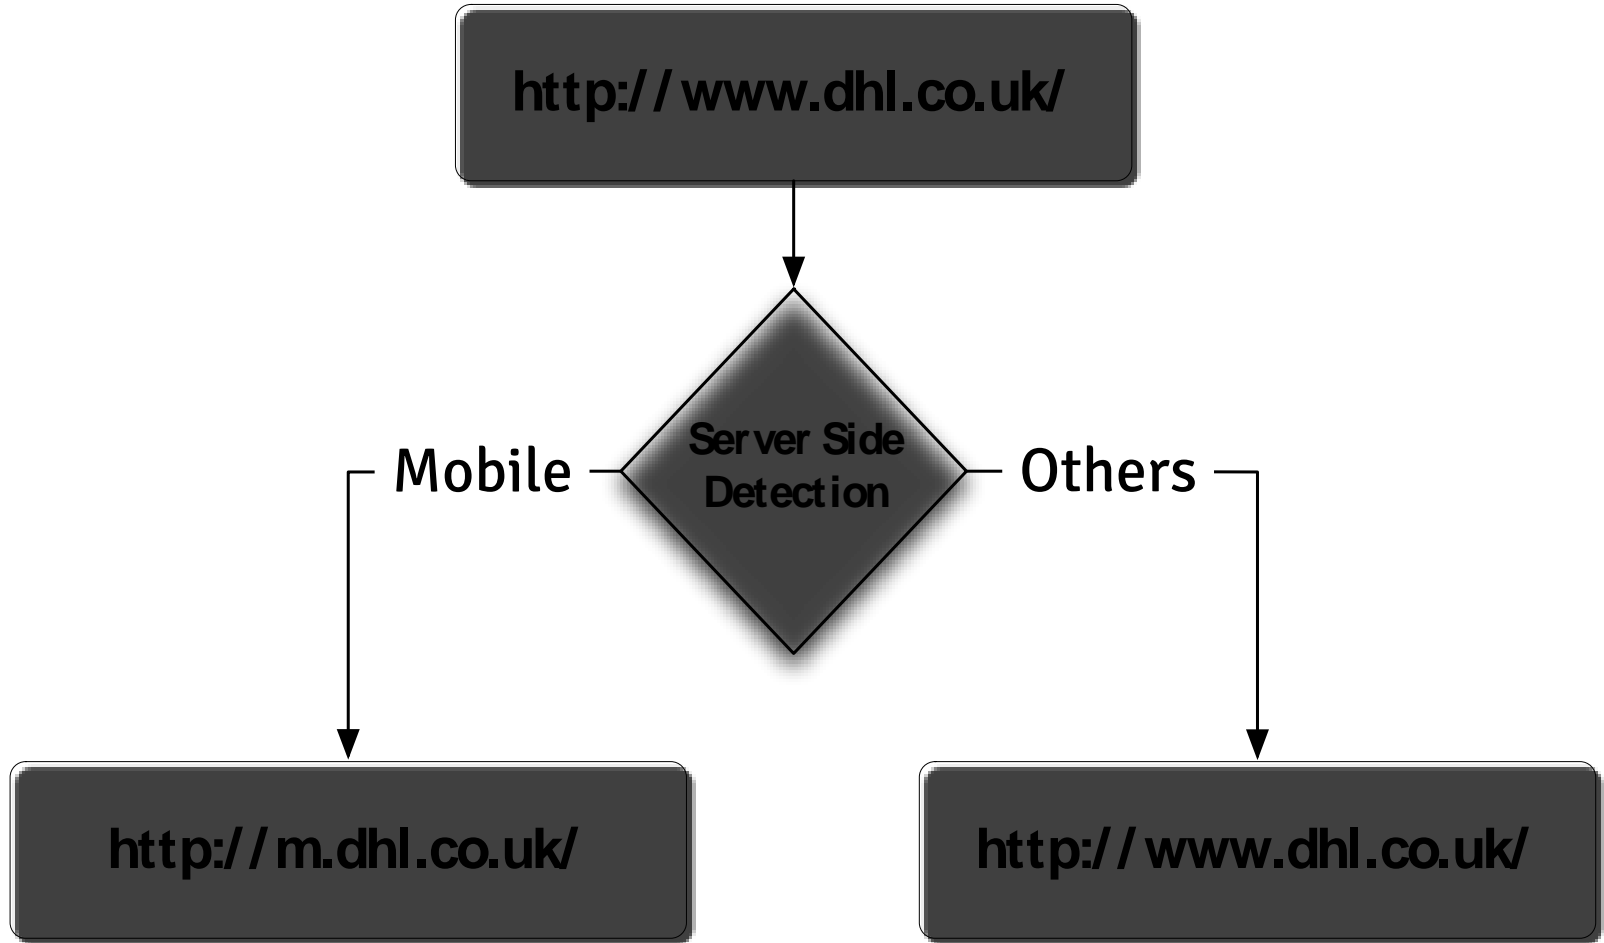 http://www.dhl.co.uk/
Server Side
Detection
Mobile
Others
http://m.dhl.co.uk/
http://www.dhl.co.uk/